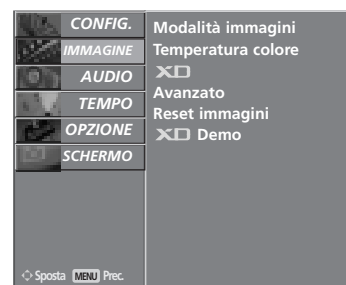 CONFIG.
IMMAGINE
AUDIO
TEMPO
OPZIONE
SCHERMO
Modalità immagini
Temperatura colore
XD
Avanzato
Reset immagini
XD Demo
Sposta MENU Prec.